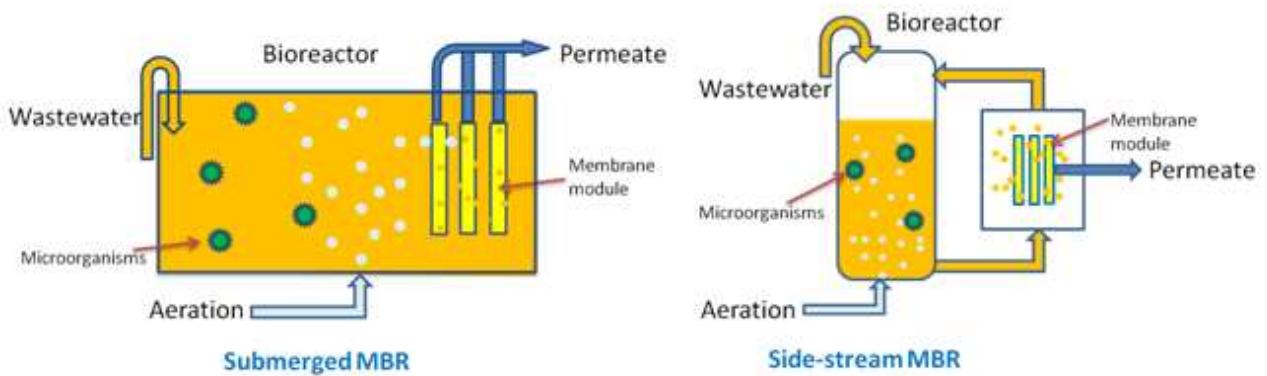 Bioreactor
Permeate
Wastewater
Membrane
module
Microorganisms
Aeration
Submerged MBR
Bioreactor
Wastewater
Membrane
module
Permeate
Microorganisms
Aeration
Side-stream MBR